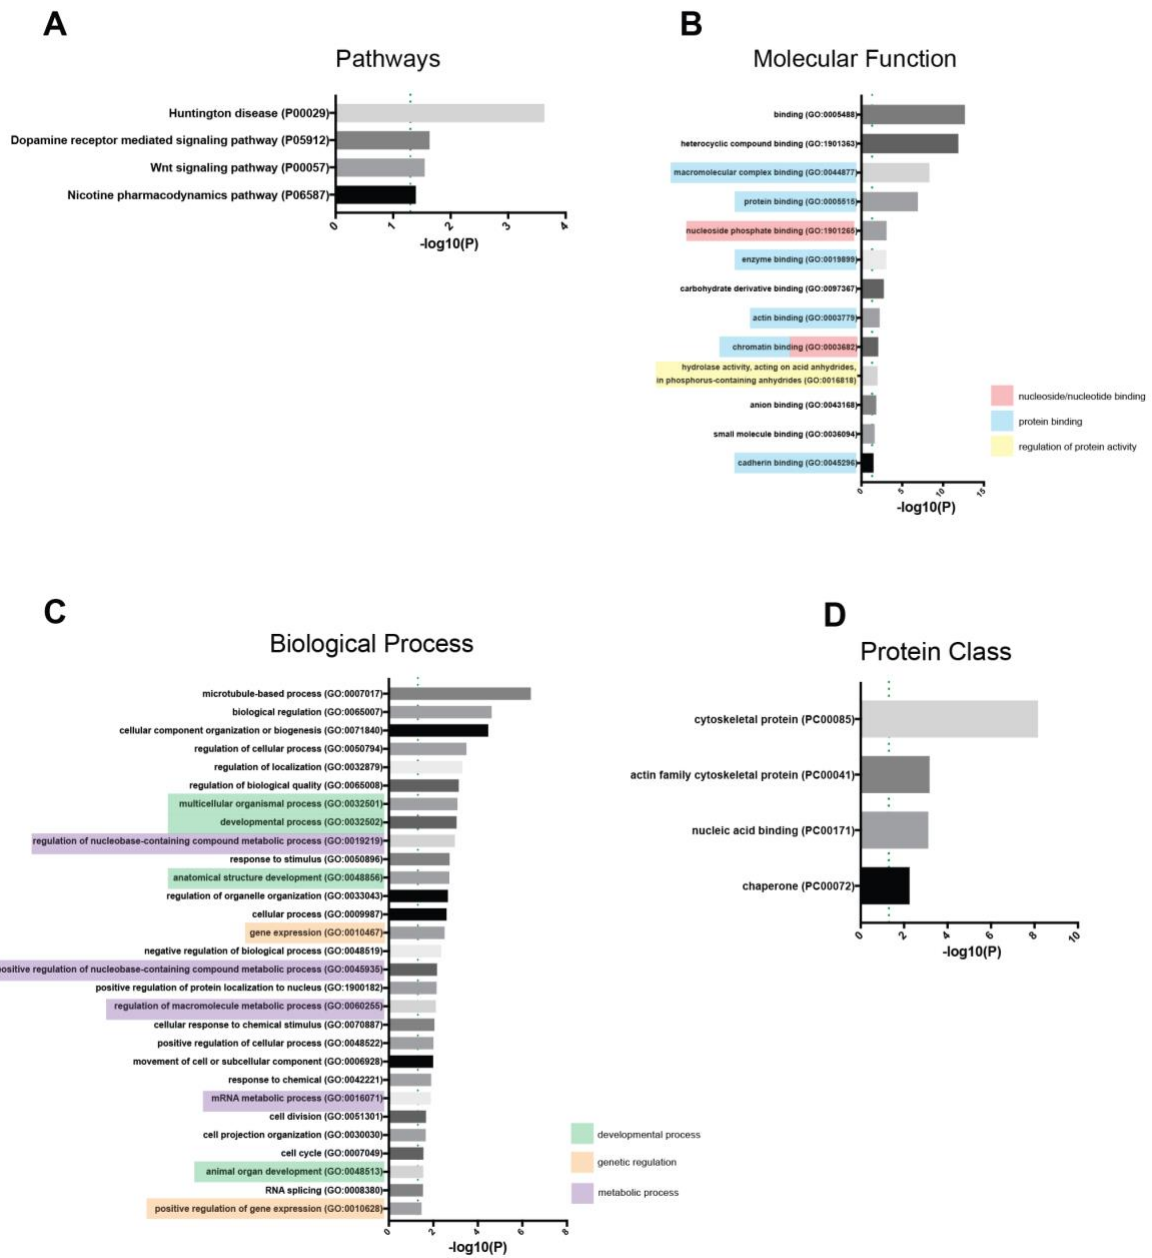 A
Pathways
Huntington disease (P00029)
Dopamine receptor mediated signaling pathway (P05912)
Wnt signaling pathway (P00057)
Nicotine pharmacodynamics pathway (P06587)
0 1 2 3 4
-log10(P)
B
Molecular Function
binding (GO:0005488)
heterocyclic compound binding (GO:1901363)
macromolecular complex binding (GO:0044877)
protein binding (GO:0005515)
nucleoside phosphate binding (GO:1901265)
enzyme binding (GO:0019899)
carbohydrate derivative binding (GO:0097367)
actin binding (GO:0003779)
chromatin binding (GO:0003682)
hydrolase activity, acting on acid anhydrides,
in phosphorus-containing anhydrides (GO:0016818)
anion binding (GO:0043168)
small molecule binding (GO:0036094)
cadherin binding (GO:0045296)
0 5 10 15
-log10(P)
nucleoside/nucleotide binding
protein binding
regulation of protein activity
C
Biological Process
microtubule-based process (GO:0007017)
biological regulation (GO:0065007)
cellular component organization or biogenesis (GO:0071840)
regulation of cellular process (GO:0050794)
regulation of localization (GO:0032879)
regulation of biological quality (GO:0065008)
multicellular organismal process (GO:0032501)
developmental process (GO:0032502)
regulation of nucleobase-containing compound metabolic process (GO:0019219)
response to stimulus (GO:0050896)
anatomical structure development (GO:0048856)
regulation of organelle organization (GO:0033043)
cellular process (GO:0009987)
gene expression (GO:0010467)
negative regulation of biological process (GO:0048519)
ositive regulation of nucleobase-containing compound metabolic process (GO:0045935)
positive regulation of protein localization to nucleus (GO:1900182)
regulation of macromolecule metabolic process (GO:0060255)
cellular response to chemical stimulus (GO:0070887)
positive regulation of cellular process (GO:0048522)
movement of cell or subcellular component (GO:0006928)
response to chemical (GO:0042221)
mRNA metabolic process (GO:0016071)
cell division (GO:0051301)
cell projection organization (GO:0030030)
cell cycle (GO:0007049)
animal organ development (GO:0048513)
RNA splicing (GO:0008380)
positive regulation of gene expression (GO:0010628)
0 2 4 6 8
-log10(P)
developmental process
genetic regulation
metabolic process
D
Protein Class
cytoskeletal protein (PC00085)
actin family cytoskeletal protein (PC00041)
nucleic acid binding (PC00171)
chaperone (PC00072)
0 2 4 6 8 10
-log10(P)